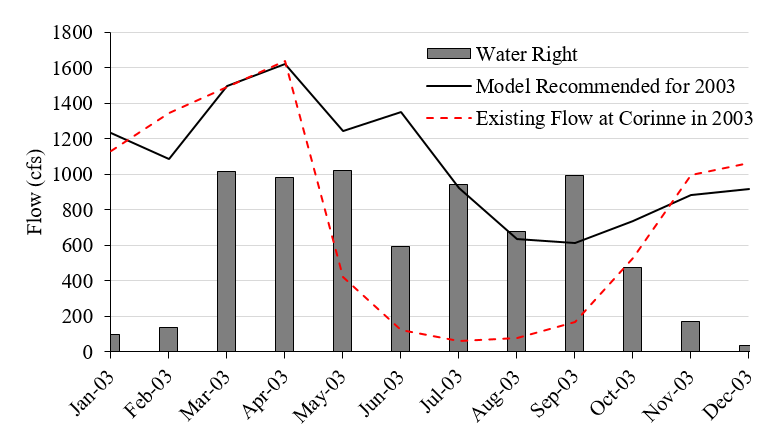 1800
1600
1400
1200
1000
800
600
400
200
0
Flow (cfs)
Water Right
Model Recommended for 2003
Existing Flow at Corinne in 2003
Jan-03
Feb-03
Mar-03
Apr-03
May-03
Jun-03
Jul-03
Aug-03
Sep-03
Oct-03
Nov-03
Dec-03